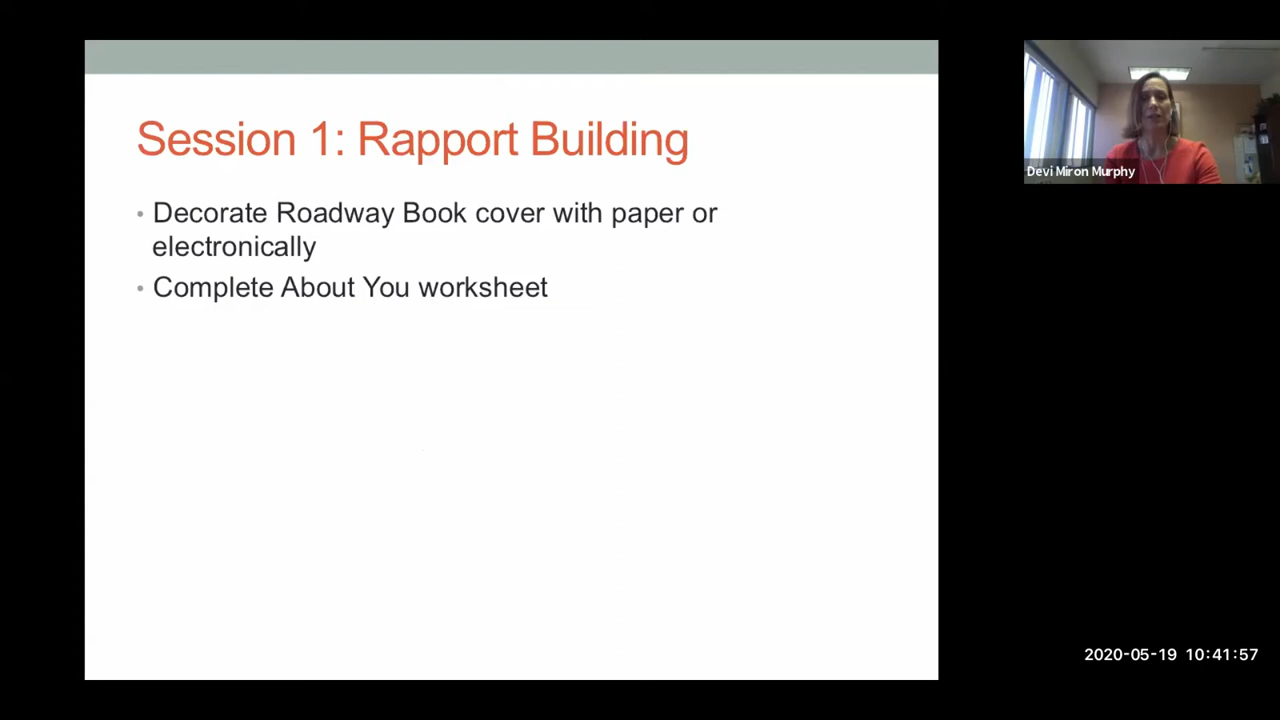 Session 1: Rapport Building
• Decorate Roadway Book cover with paper or
electronically
• Complete About You worksheet
Devi Miron Murphy
2020-05-19 10:41:57